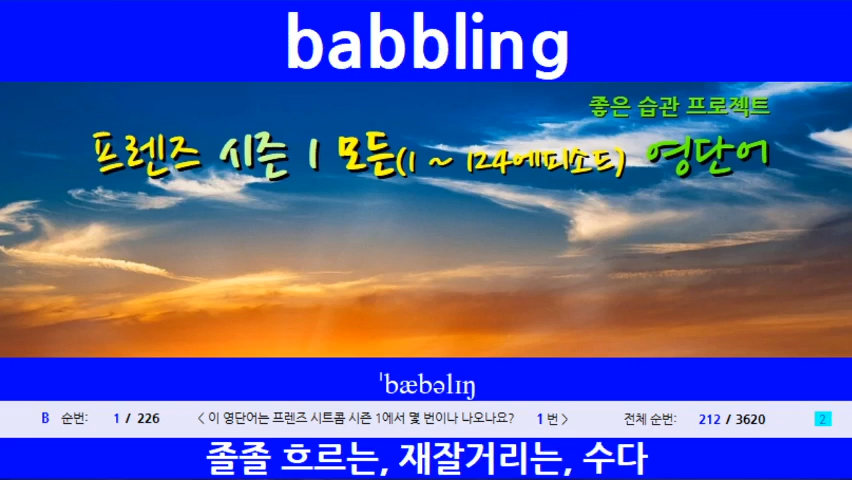 babbling
좋은 습관 프로젝트
프렌즈 시즌 1 모든(1 ~ 124에피소드) 영단어
ˈbæbəlɪŋ
B 순번: 1 / 226 < 이 영단어는 프렌즈 시트콤 시즌 1에서 몇 번이나 나오나요? 1 번 > 전체 순번: 212 / 3620 2
졸졸 흐르는, 재잘거리는, 수다